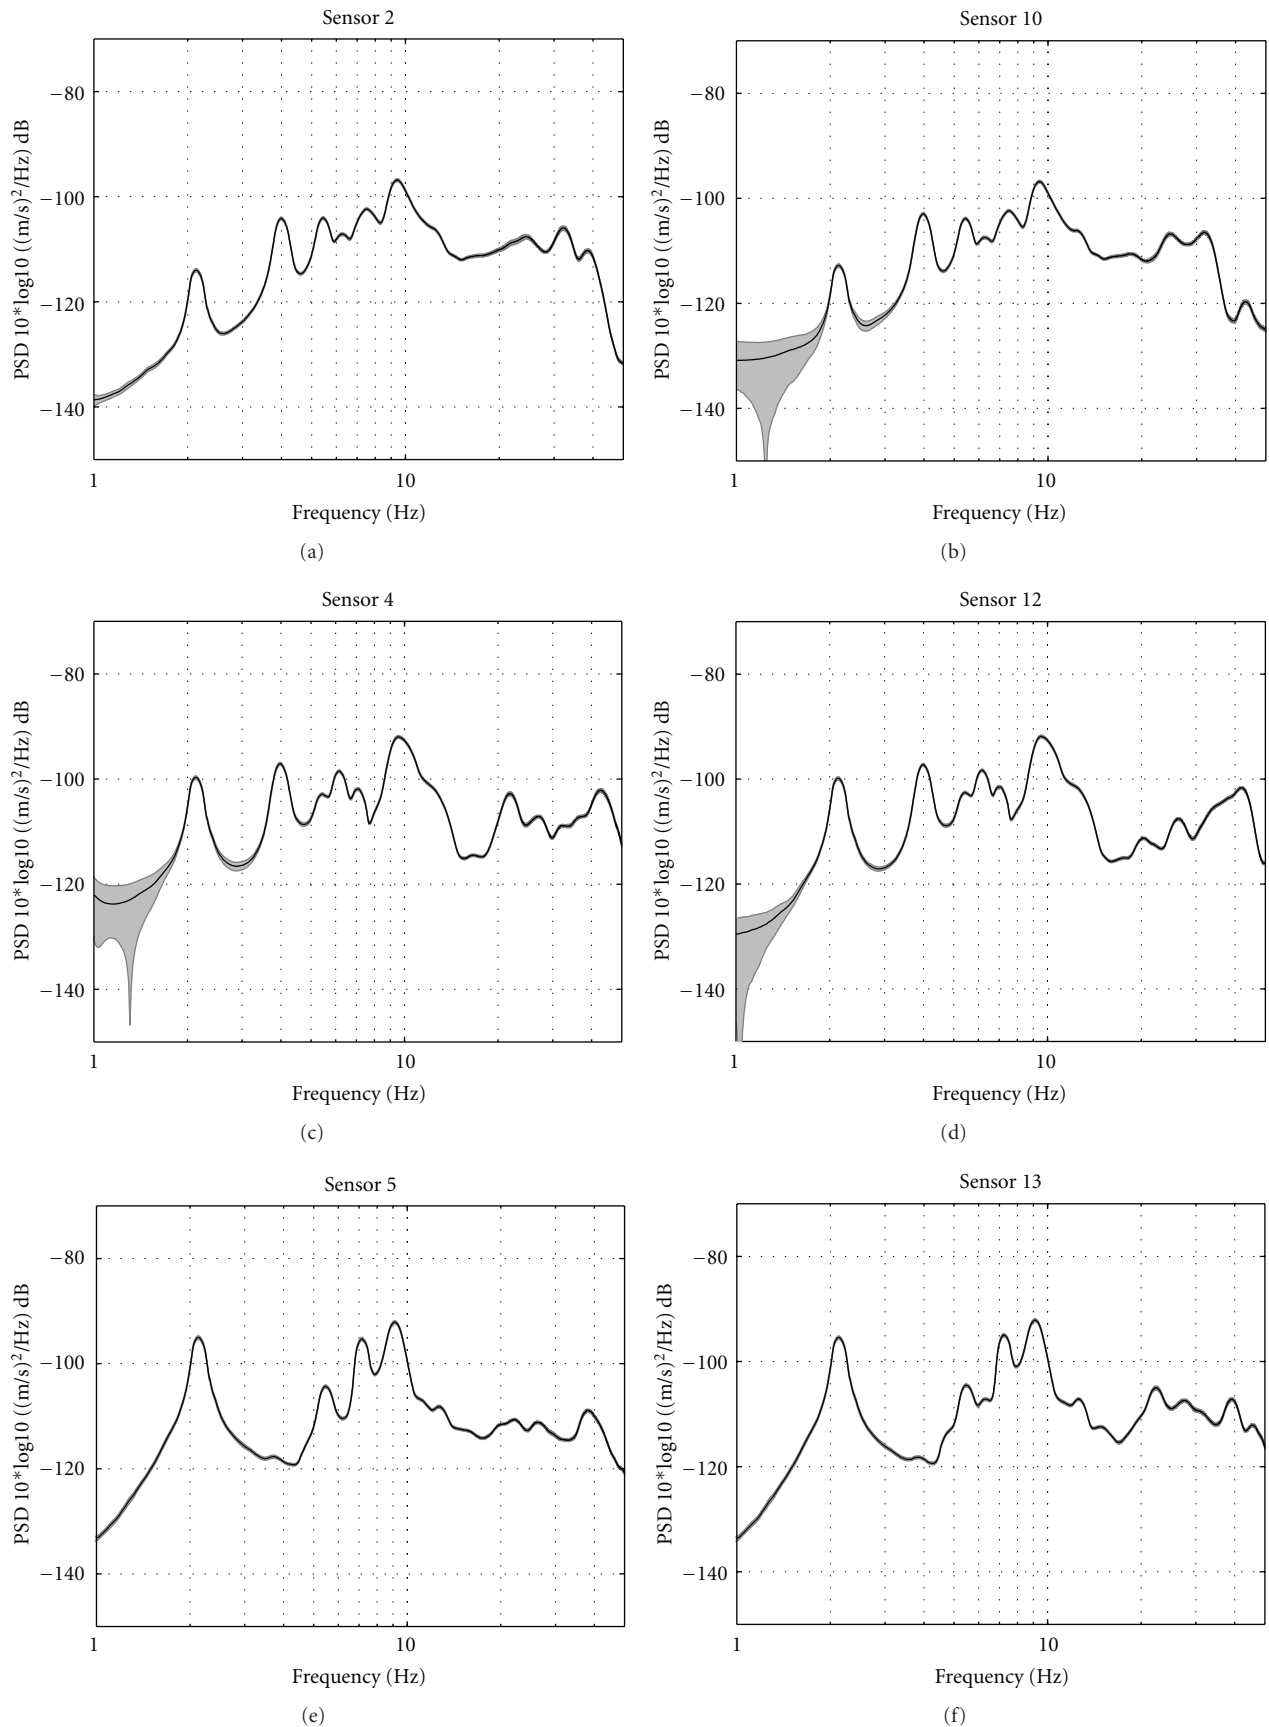 Sensor 2
PSD 10*log10 ((m/s)²/Hz) dB
−80
−100
−120
−140
1
10
Frequency (Hz)
(a)
Sensor 10
PSD 10*log10 ((m/s)²/Hz) dB
−80
−100
−120
−140
1
10
Frequency (Hz)
(b)
Sensor 4
PSD 10*log10 ((m/s)²/Hz) dB
−80
−100
−120
−140
1
10
Frequency (Hz)
(c)
Sensor 12
PSD 10*log10 ((m/s)²/Hz) dB
−80
−100
−120
−140
1
10
Frequency (Hz)
(d)
Sensor 5
PSD 10*log10 ((m/s)²/Hz) dB
−80
−100
−120
−140
1
10
Frequency (Hz)
(e)
Sensor 13
PSD 10*log10 ((m/s)²/Hz) dB
−80
−100
−120
−140
1
10
Frequency (Hz)
(f)